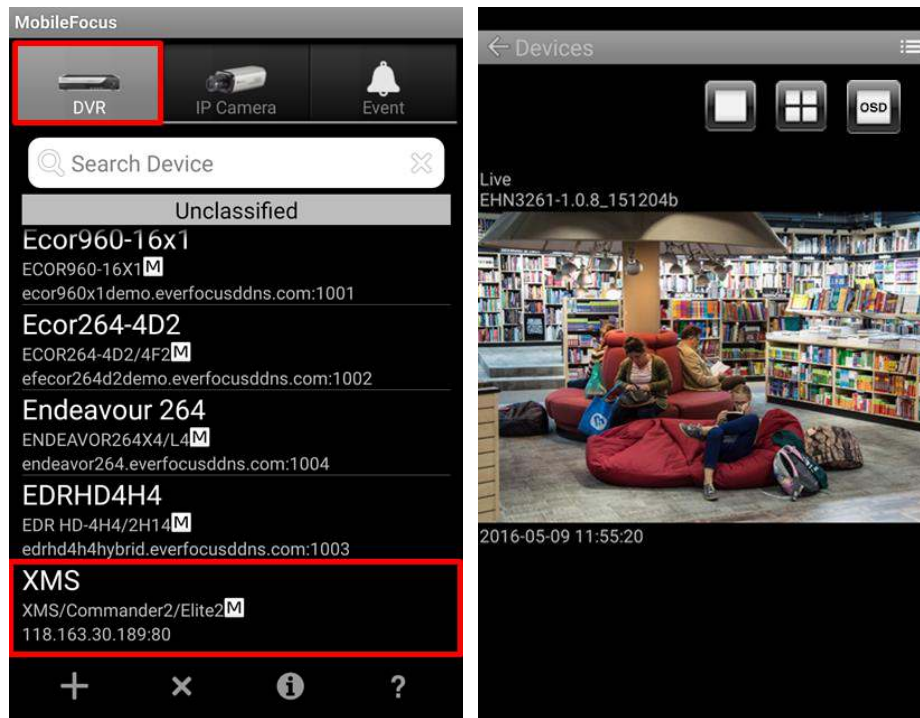 MobileFocus
DVR
IP Camera
Event
Search Device
Unclassified
Ecor960-16x1
ECOR960-16X1 M
ecor960x1demo.everfocusddns.com:1001
Ecor264-4D2
ECOR264-4D2/4F2 M
efecor264d2demo.everfocusddns.com:1002
Endeavour 264
ENDEAVOR264X4/L4 M
endeavor264.everfocusddns.com:1004
EDRHD4H4
EDR HD-4H4/2H14 M
edrhd4h4hybrid.everfocusddns.com:1003
XMS
XMS/Commander2/Elite2 M
118.163.30.189:80
?
Devices
OSD
Live
EHN3261-1.0.8_151204b
2016-05-09 11:55:20